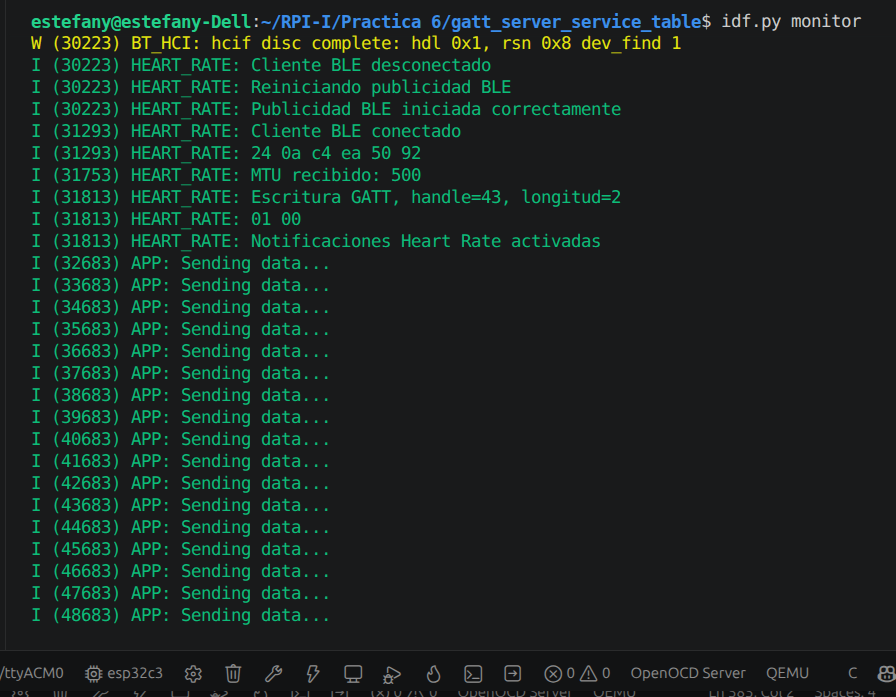 estefany@estefany-Dell:~/RPI-I/Practica 6/gatt_server_service_table$ idf.py monitor
W (30223) BT_HCI: hcif disc complete: hdl 0x1, rsn 0x8 dev_find 1
I (30223) HEART_RATE: Cliente BLE desconectado
I (30223) HEART_RATE: Reiniciando publicidad BLE
I (30223) HEART_RATE: Publicidad BLE iniciada correctamente
I (31293) HEART_RATE: Cliente BLE conectado
I (31293) HEART_RATE: 24 0a c4 ea 50 92
I (31753) HEART_RATE: MTU recibido: 500
I (31813) HEART_RATE: Escritura GATT, handle=43, longitud=2
I (31813) HEART_RATE: 01 00
I (31813) HEART_RATE: Notificaciones Heart Rate activadas
I (32683) APP: Sending data...
I (33683) APP: Sending data...
I (34683) APP: Sending data...
I (35683) APP: Sending data...
I (36683) APP: Sending data...
I (37683) APP: Sending data...
I (38683) APP: Sending data...
I (39683) APP: Sending data...
I (40683) APP: Sending data...
I (41683) APP: Sending data...
I (42683) APP: Sending data...
I (43683) APP: Sending data...
I (44683) APP: Sending data...
I (45683) APP: Sending data...
I (46683) APP: Sending data...
I (47683) APP: Sending data...
I (48683) APP: Sending data...
/ttyACM0 esp32c3 0 0 OpenOCD Server QEMU C